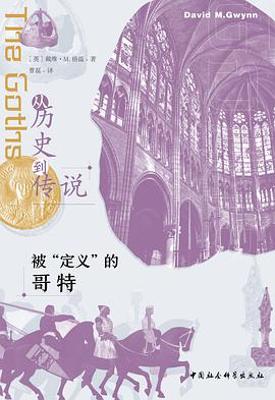 David M.Gwynn
The Goths
[英]戴维·M.格温 · 著
曹磊 · 译
从历史到传说
被“定义”的
哥特
中国社会科学出版社